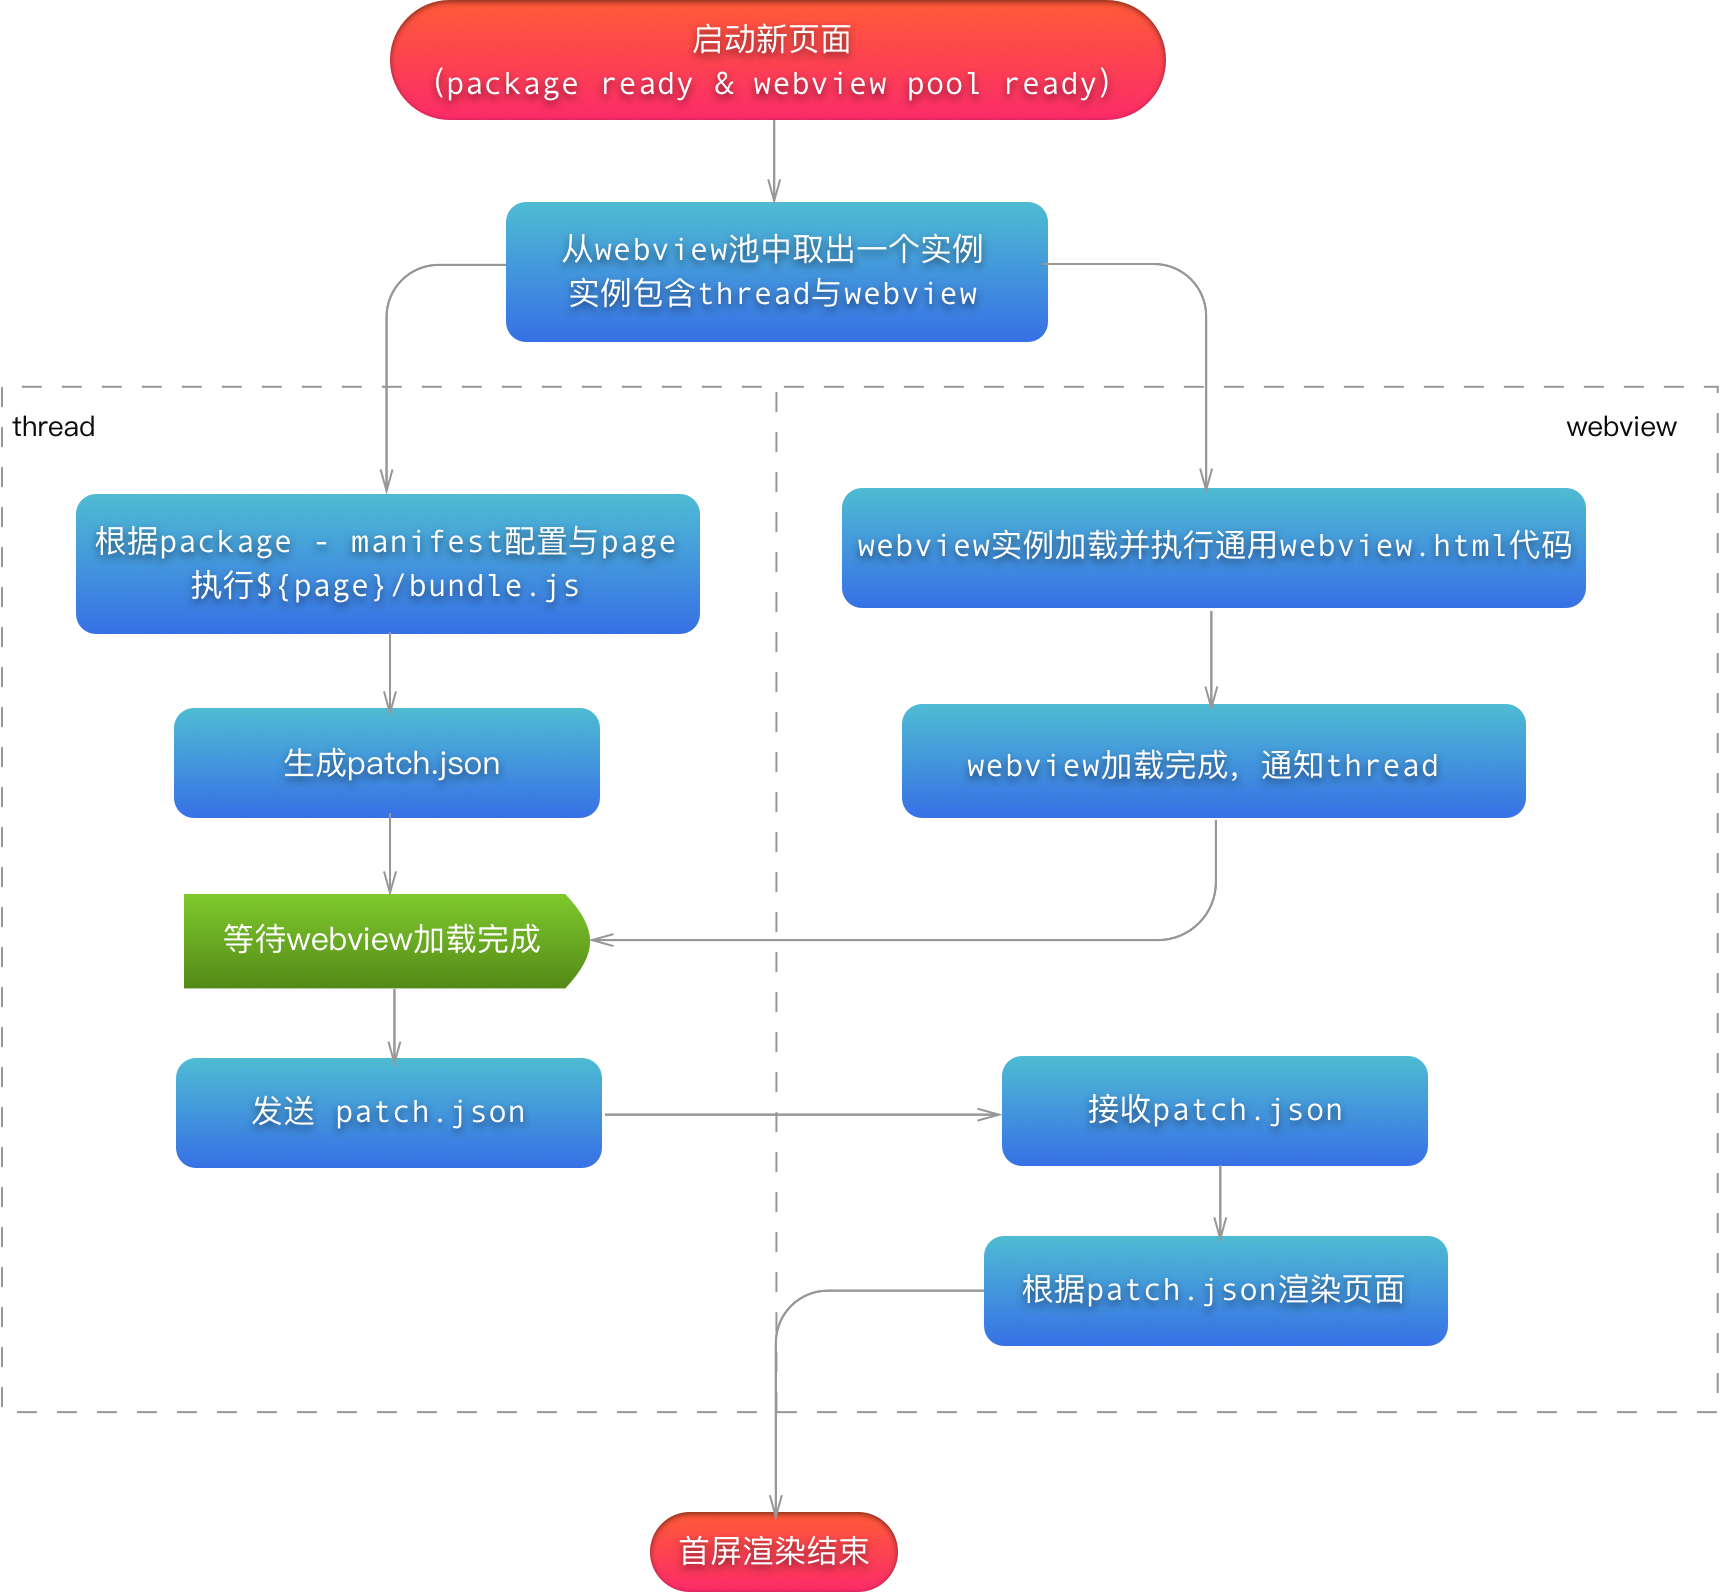 启动新页面
(package ready & webview pool ready)
从webview池中取出一个实例
实例包含thread与webview
thread
webview
根据package - manifest配置与page
执行${page}/bundle.js
webview实例加载并执行通用webview.html代码
生成patch.json
webview加载完成，通知thread
等待webview加载完成
发送 patch.json
接收patch.json
根据patch.json渲染页面
首屏渲染结束